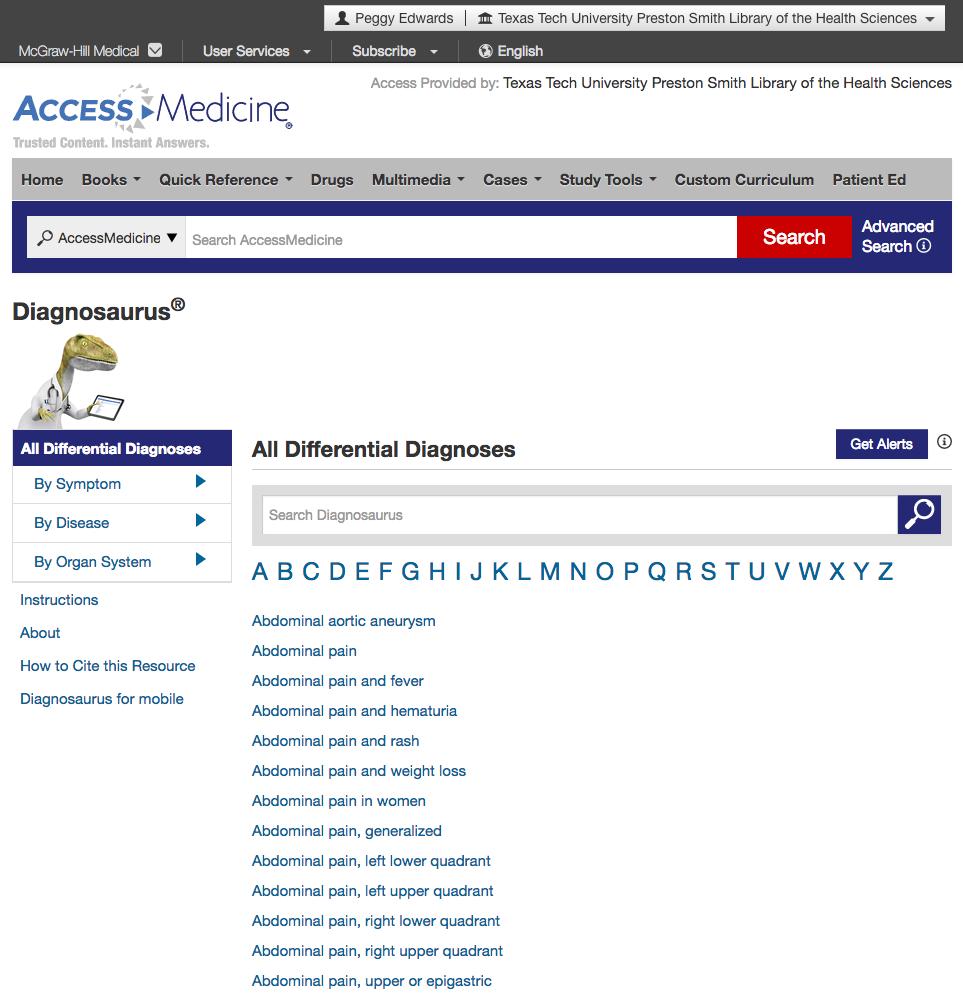 Peggy Edwards | Texas Tech University Preston Smith Library of the Health Sciences
McGraw-Hill Medical User Services Subscribe English
Access Provided by: Texas Tech University Preston Smith Library of the Health Sciences
ACCESS Medicine®
Trusted Content. Instant Answers.
Home Books Quick Reference Drugs Multimedia Cases Study Tools Custom Curriculum Patient Ed
AccessMedicine Search AccessMedicine Search Advanced Search
Diagnosaurus®
All Differential Diagnoses
By Symptom
By Disease
By Organ System
Instructions
About
How to Cite this Resource
Diagnosaurus for mobile
All Differential Diagnoses Get Alerts
Search Diagnosaurus
A B C D E F G H I J K L M N O P Q R S T U V W X Y Z
Abdominal aortic aneurysm
Abdominal pain
Abdominal pain and fever
Abdominal pain and hematuria
Abdominal pain and rash
Abdominal pain and weight loss
Abdominal pain in women
Abdominal pain, generalized
Abdominal pain, left lower quadrant
Abdominal pain, left upper quadrant
Abdominal pain, right lower quadrant
Abdominal pain, right upper quadrant
Abdominal pain, upper or epigastric